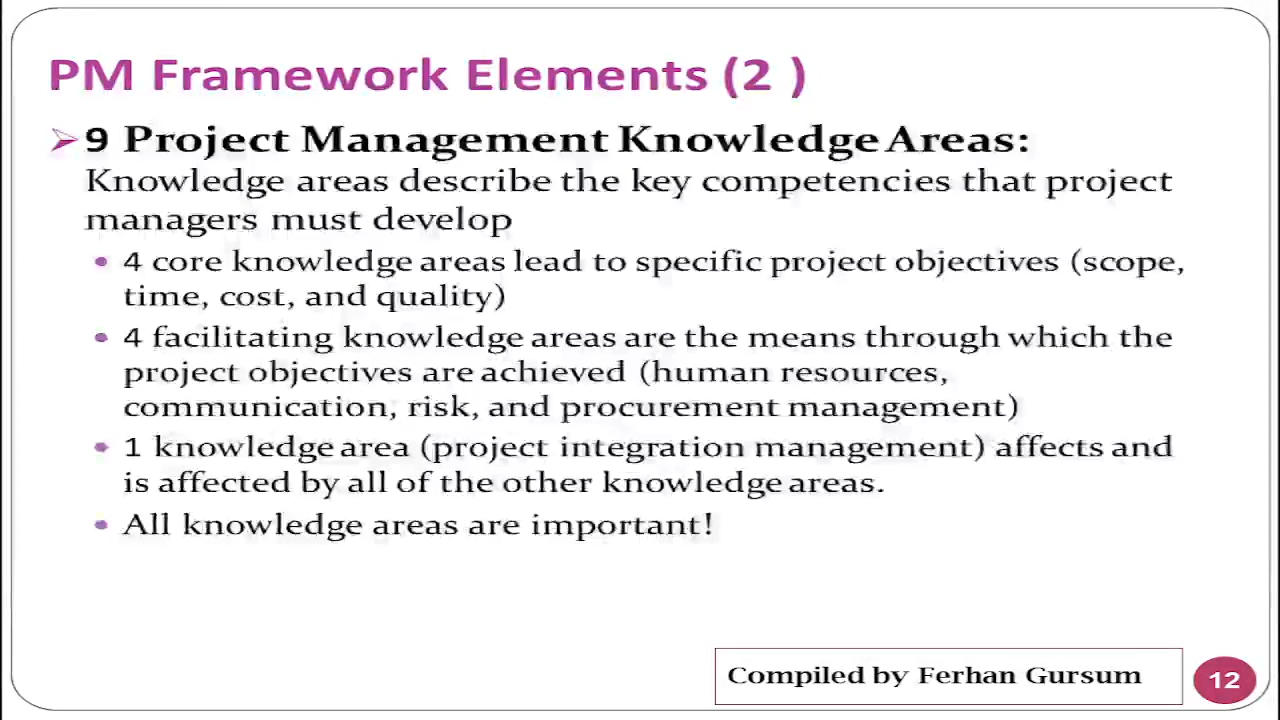 PM Framework Elements (2 )
9 Project Management Knowledge Areas:
Knowledge areas describe the key competencies that project
managers must develop
4 core knowledge areas lead to specific project objectives (scope,
time, cost, and quality)
4 facilitating knowledge areas are the means through which the
project objectives are achieved (human resources,
communication, risk, and procurement management)
1 knowledge area (project integration management) affects and
is affected by all of the other knowledge areas.
All knowledge areas are important!
Compiled by Ferhan Gursum
12